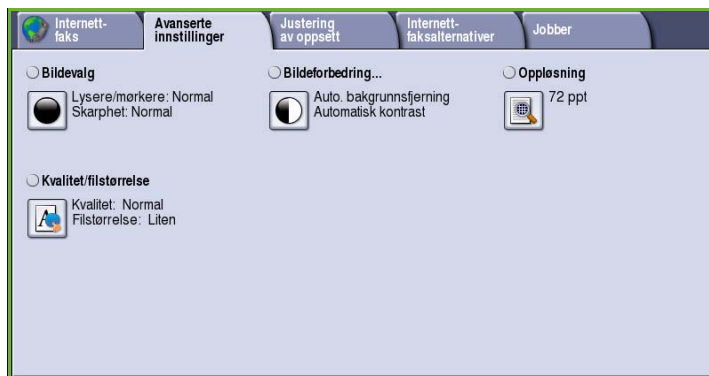 Internett-
faks
Avanserte
innstillinger
Justering
av oppsett
Internett-
faksalternativer
Jobber
Bildevalg
Lysere/mørkere: Normal
Skarphet: Normal
Bildeforbedring...
Auto. bakgrunnsfjerning
Automatisk kontrast
Oppløsning
72 ppt
Kvalitet/filstørrelse
Kvalitet: Normal
Filstørrelse: Liten